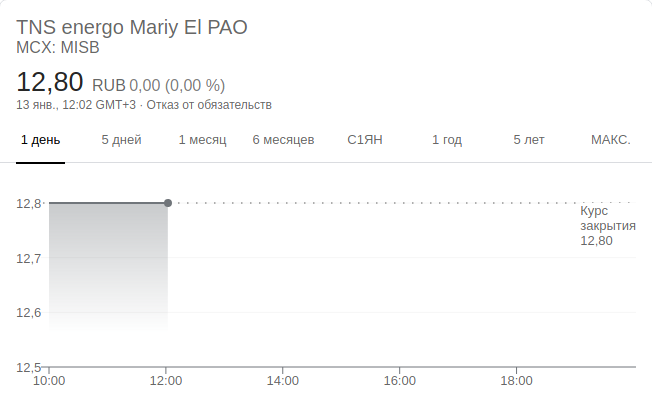 TNS energo Mariy El PAO
MCX: MISB
12,80 RUB 0,00 (0,00 %)
13 янв., 12:02 GMT+3 · Отказ от обязательств
1 день 5 дней 1 месяц 6 месяцев С1ЯН 1 год 5 лет МАКС.
12,8
Курс
закрытия
12,80
12,7
12,6
12,5
10:00 12:00 14:00 16:00 18:00